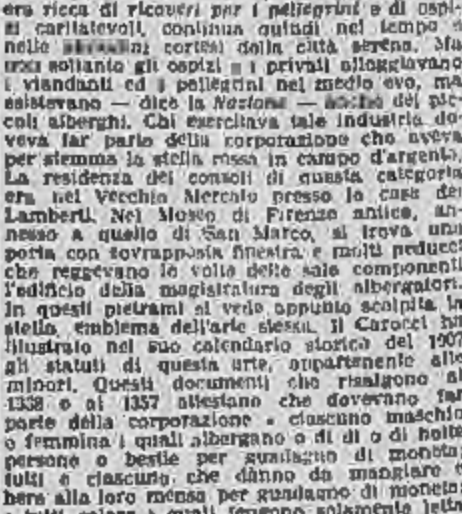 era ricca di ricoveri per i pellegrini e di ospi-
zi caritatevoli, continua quindi nel tempo e
nelle cortesi della città serena. Ma
non soltanto gli ospizi e i privati alloggiavano
i viandanti ed i pellegrini nel medio evo, ma
esistevano — dice la Nazione — anche dei pic-
coli alberghi. Chi esercitava tale industria do-
veva far parte della corporazione che aveva
per stemma la stella rossa in campo d'argento.
La residenza dei consoli di questa categoria
era nel Vecchio Mercato presso le case dei
Lamberti. Nel Museo di Firenze antica, an-
nesso a quello di San Marco, si trova una
porta con sovrapposta finestra e molti peducci
che reggevano le volte delle sale componenti
l'edificio della magistratura degli albergatori.
In questi pietrami si vede appunto scolpita la
stella, emblema dell'arte stessa. Il Carocci ha
illustrato nel suo calendario storico del 1907
gli statuti di questa arte, appartenente alle
minori. Questi documenti che risalgono al
1338 e al 1357 attestano che dovevano far
parte della corporazione « ciascuno maschio
o femmina i quali albergano o di dì o di notte
persone o bestie per guadagno di moneta;
tutti e ciascuno che dànno da mangiare e
bere alla loro mensa per guadagno di moneta;
quali tengono solamente letta